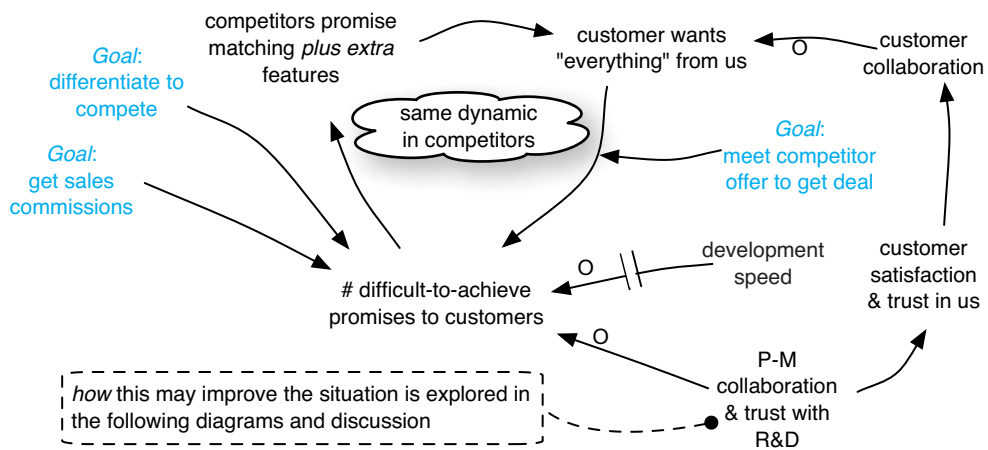 competitors promise
matching plus extra
features
customer wants
"everything" from us
O
customer
collaboration
Goal:
differentiate to
compete
same dynamic
in competitors
Goal:
meet competitor
offer to get deal
Goal:
get sales
commissions
development
speed
O
customer
satisfaction
& trust in us
# difficult-to-achieve
promises to customers
O
P-M
collaboration
& trust with
R&D
how this may improve the situation is explored in
the following diagrams and discussion